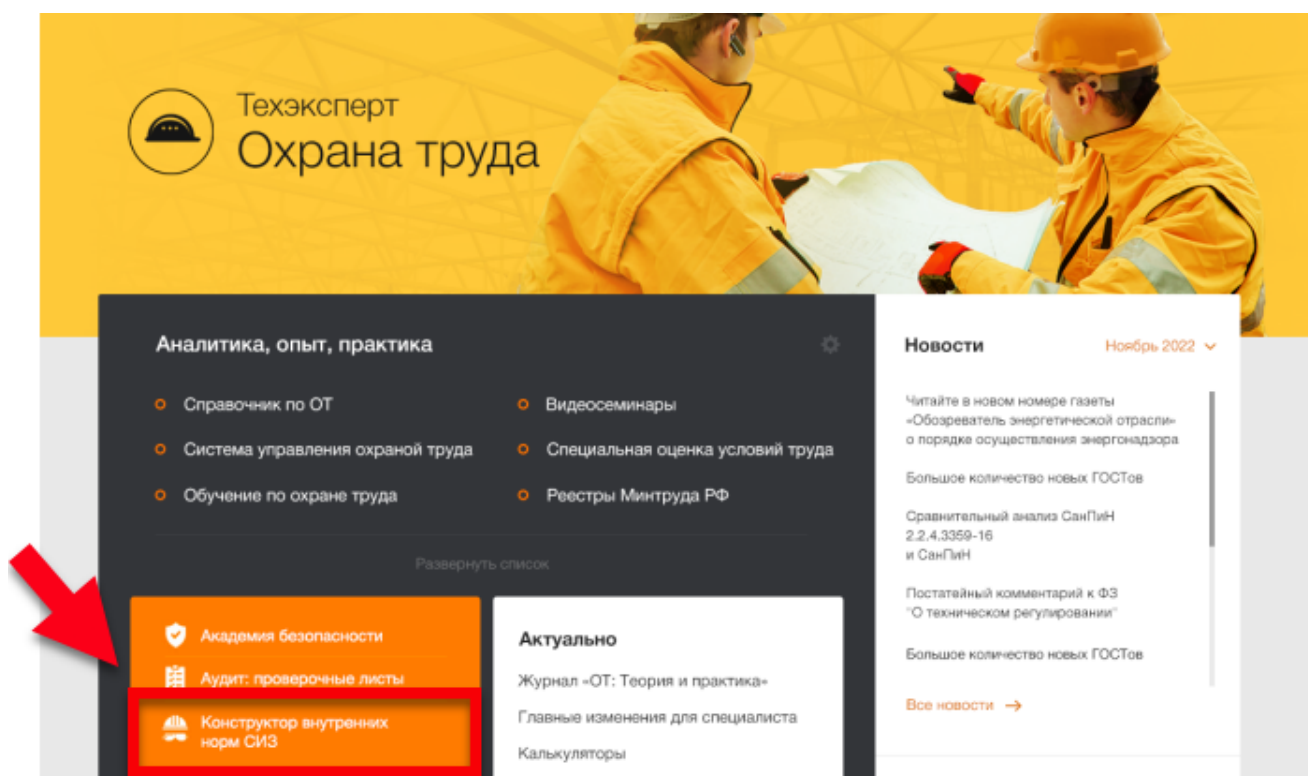 Техэксперт
Охрана труда
Аналитика, опыт, практика
Справочник по ОТ
Система управления охраной труда
Обучение по охране труда
Видеосеминары
Специальная оценка условий труда
Реестры Минтруда РФ
Развернуть список
Академия безопасности
Аудит: проверочные листы
Конструктор внутренних
норм СИЗ
Актуально
Журнал «ОТ: Теория и практика»
Главные изменения для специалиста
Калькуляторы
Новости
Ноябрь 2022
Читайте в новом номере газеты
«Обозреватель энергетической отрасли»
о порядке осуществления энергонадзора
Большое количество новых ГОСТов
Сравнительный анализ СанПиН
2.2.4.3359-16
и СанПиН
Постатейный комментарий к ФЗ
"О техническом регулировании"
Большое количество новых ГОСТов
Все новости